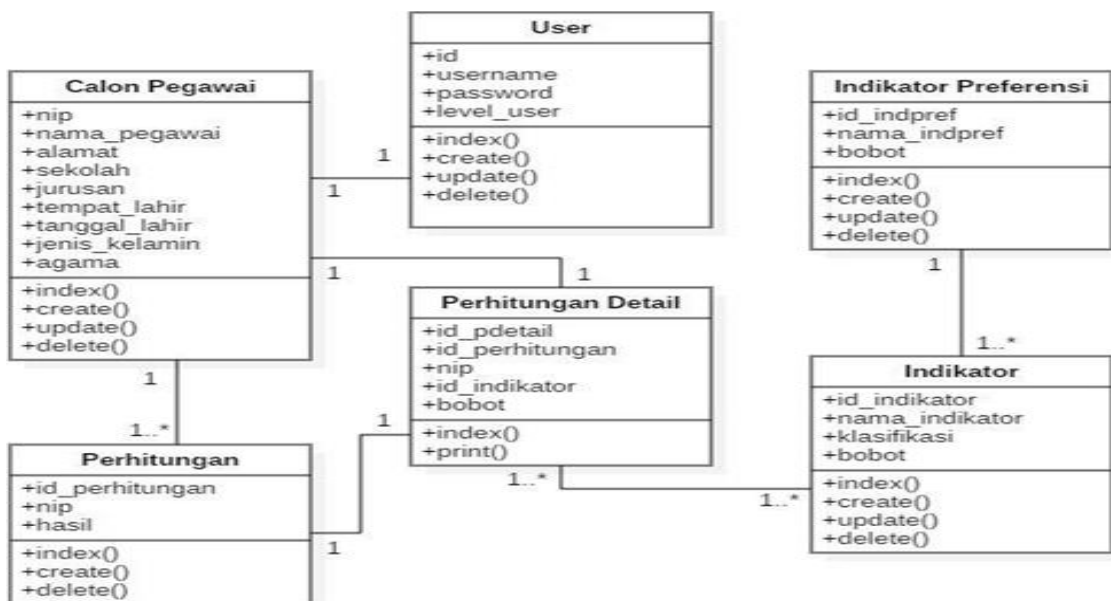 User
+id
+username
+password
+level_user
+index()
+create()
+update()
+delete()
Calon Pegawai
+nip
+nama_pegawai
+alamat
+sekolah
+jurusan
+tempat_lahir
+tanggal_lahir
+jenis_kelamin
+agama
+index()
+create()
+update()
+delete()
1
1
1
1
Indikator Preferensi
+id_indpref
+nama_indpref
+bobot
+index()
+create()
+update()
+delete()
1
1..*
Perhitungan Detail
+id_pdetail
+id_perhitungan
+nip
+id_indikator
+bobot
+index()
+print()
1..*
1..*
Indikator
+id_indikator
+nama_indikator
+klasifikasi
+bobot
+index()
+create()
+update()
+delete()
1
1..*
Perhitungan
+id_perhitungan
+nip
+hasil
+index()
+create()
+delete()
1
1